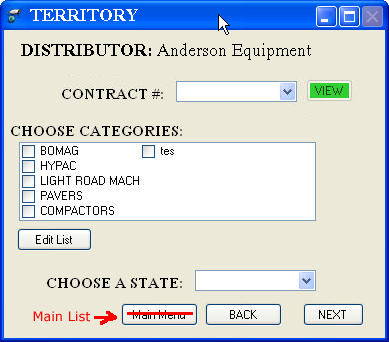 TERRITORY
DISTRIBUTOR: Anderson Equipment
CONTRACT #: VIEW
CHOOSE CATEGORIES:
BOMAG tes
HYPAC
LIGHT ROAD MACH
PAVERS
COMPACTORS
Edit List
CHOOSE A STATE:
Main List Main Menu BACK NEXT